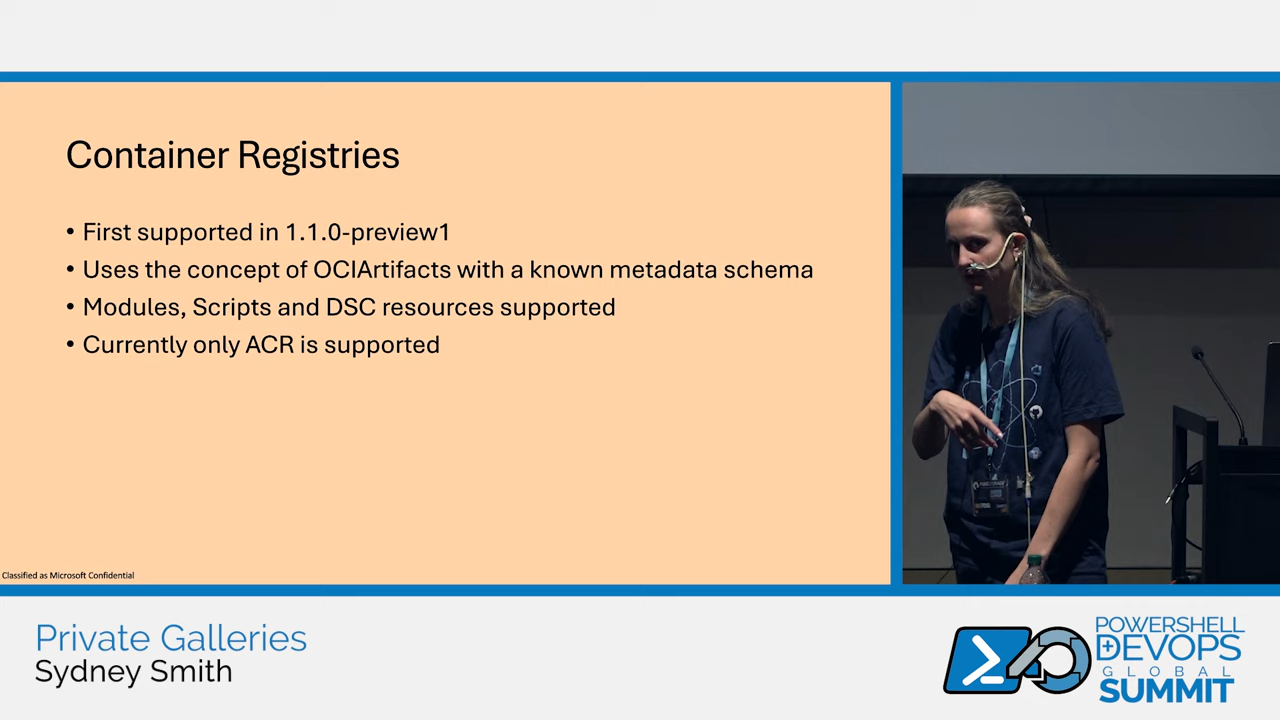 Container Registries
• First supported in 1.1.0-preview1
• Uses the concept of OCIArtifacts with a known metadata schema
• Modules, Scripts and DSC resources supported
• Currently only ACR is supported
Classified as Microsoft Confidential
Private Galleries
Sydney Smith
POWERSHELL
DEVOPS
GLOBAL
SUMMIT